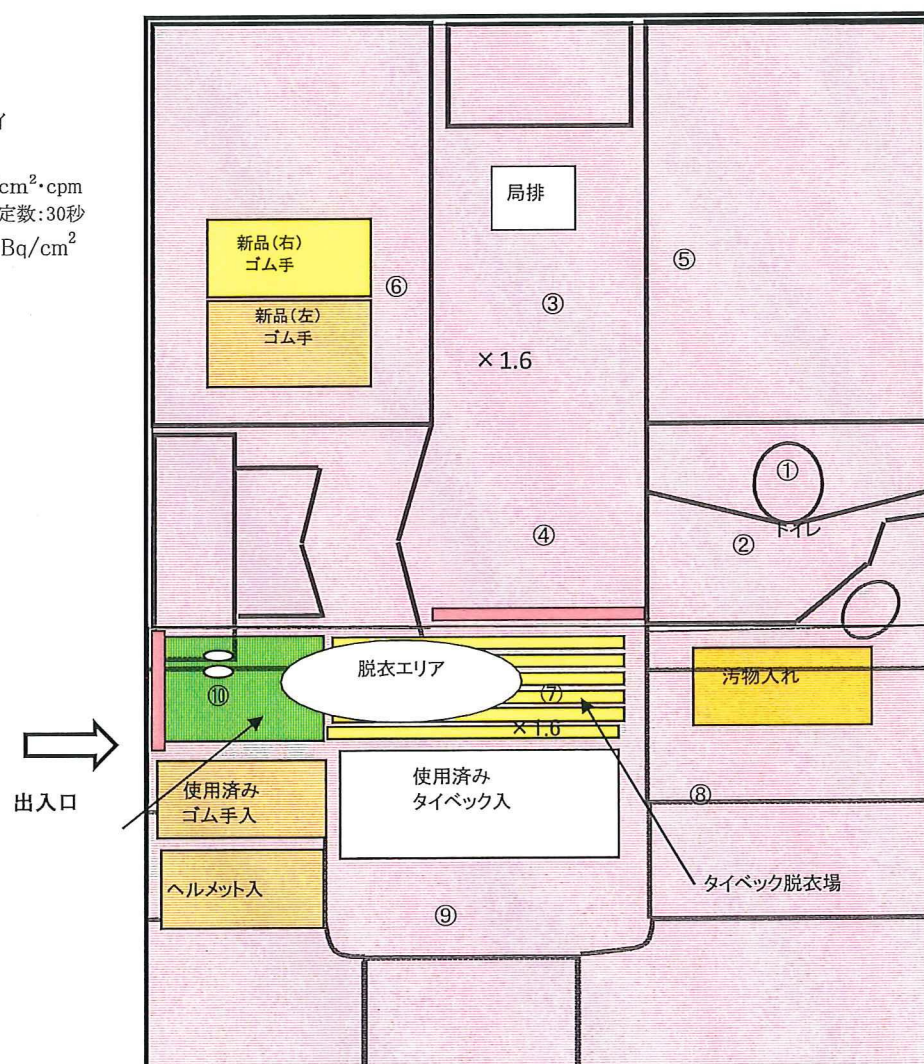 イ
cm²・cpm
定数:30秒
Bq/cm²
局排
新品(右)
ゴム手
⑥
⑤
③
新品(左)
ゴム手
×1.6
①
トイレ
④
②
脱衣エリア
⑩
⑦
汚物入れ
×1.6
出入口
使用済み
ゴム手入
使用済み
タイベック入
⑧
ヘルメット入
タイベック脱衣場
⑨